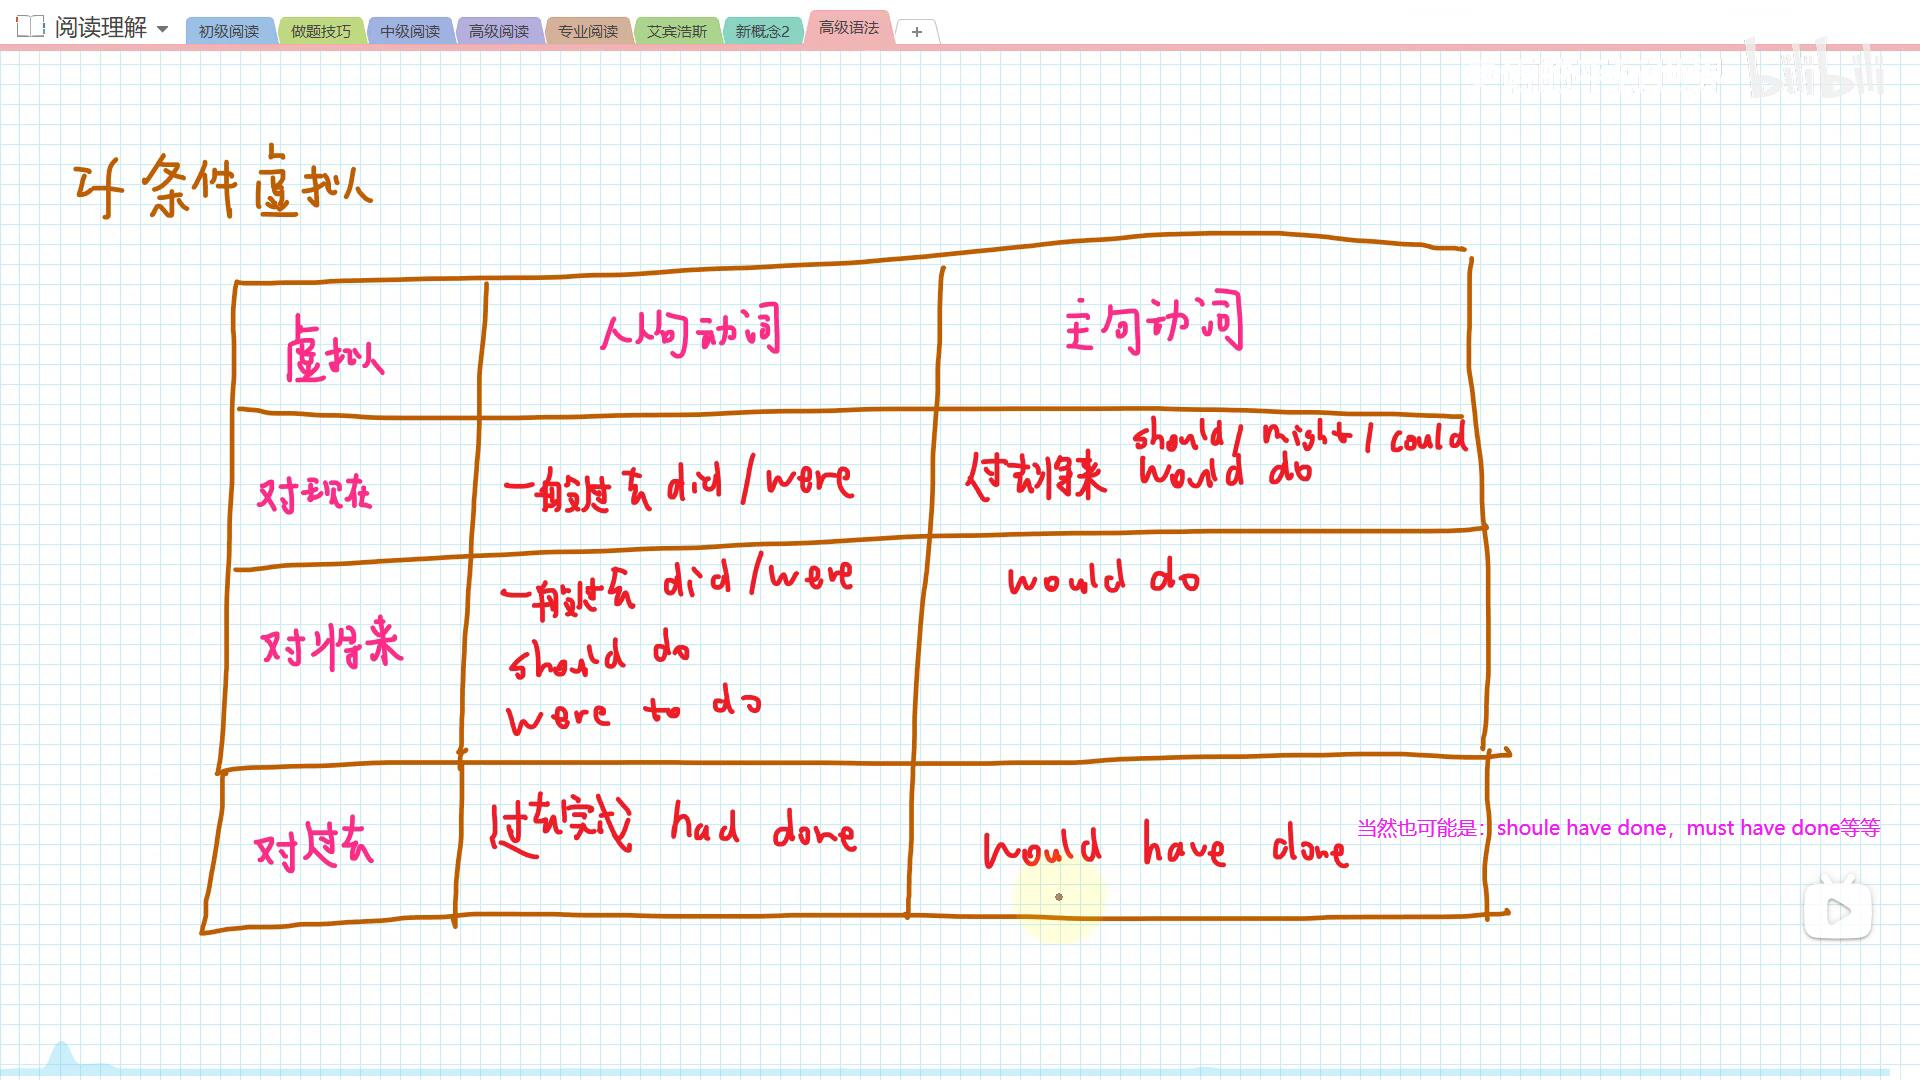 阅读理解
初级阅读 做题技巧 中级阅读 高级阅读 专业阅读 艾宾浩斯 新概念2 高级语法 +
bilibili
if 条件虚拟
虚拟 从句动词 主句动词
对现在 一般过去 did / were 过去将来 should / might / could
would do
对将来 一般过去 did / were would do
should do
were to do
对过去 过去完成 had done would have done 当然也可能是：shoule have done，must have done等等